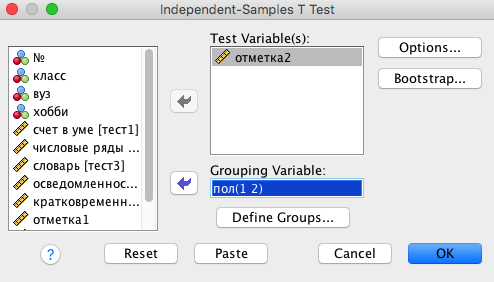 Independent-Samples T Test
№
класс
вуз
хобби
счет в уме [тест1]
числовые ряды ...
словарь [тест3]
осведомленнос...
кратковременн...
отметка1
Test Variable(s):
отметка2
Grouping Variable:
пол(1 2)
Define Groups...
Options...
Bootstrap...
?
Reset
Paste
Cancel
OK